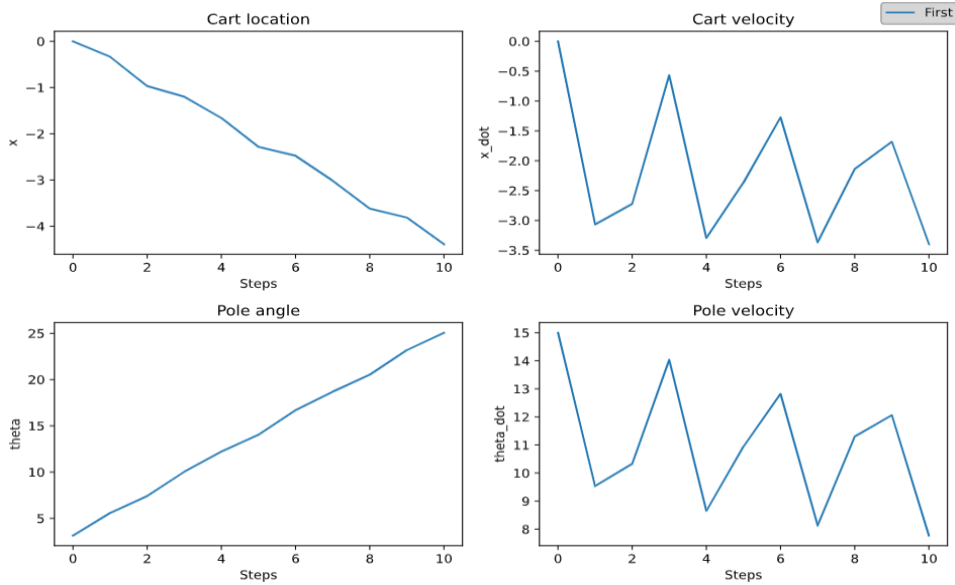 First
Cart location
x
0
−1
−2
−3
−4
0 2 4 6 8 10
Steps
Cart velocity
x_dot
0.0
−0.5
−1.0
−1.5
−2.0
−2.5
−3.0
−3.5
0 2 4 6 8 10
Steps
Pole angle
theta
25
20
15
10
5
0 2 4 6 8 10
Steps
Pole velocity
theta_dot
15
14
13
12
11
10
9
8
0 2 4 6 8 10
Steps